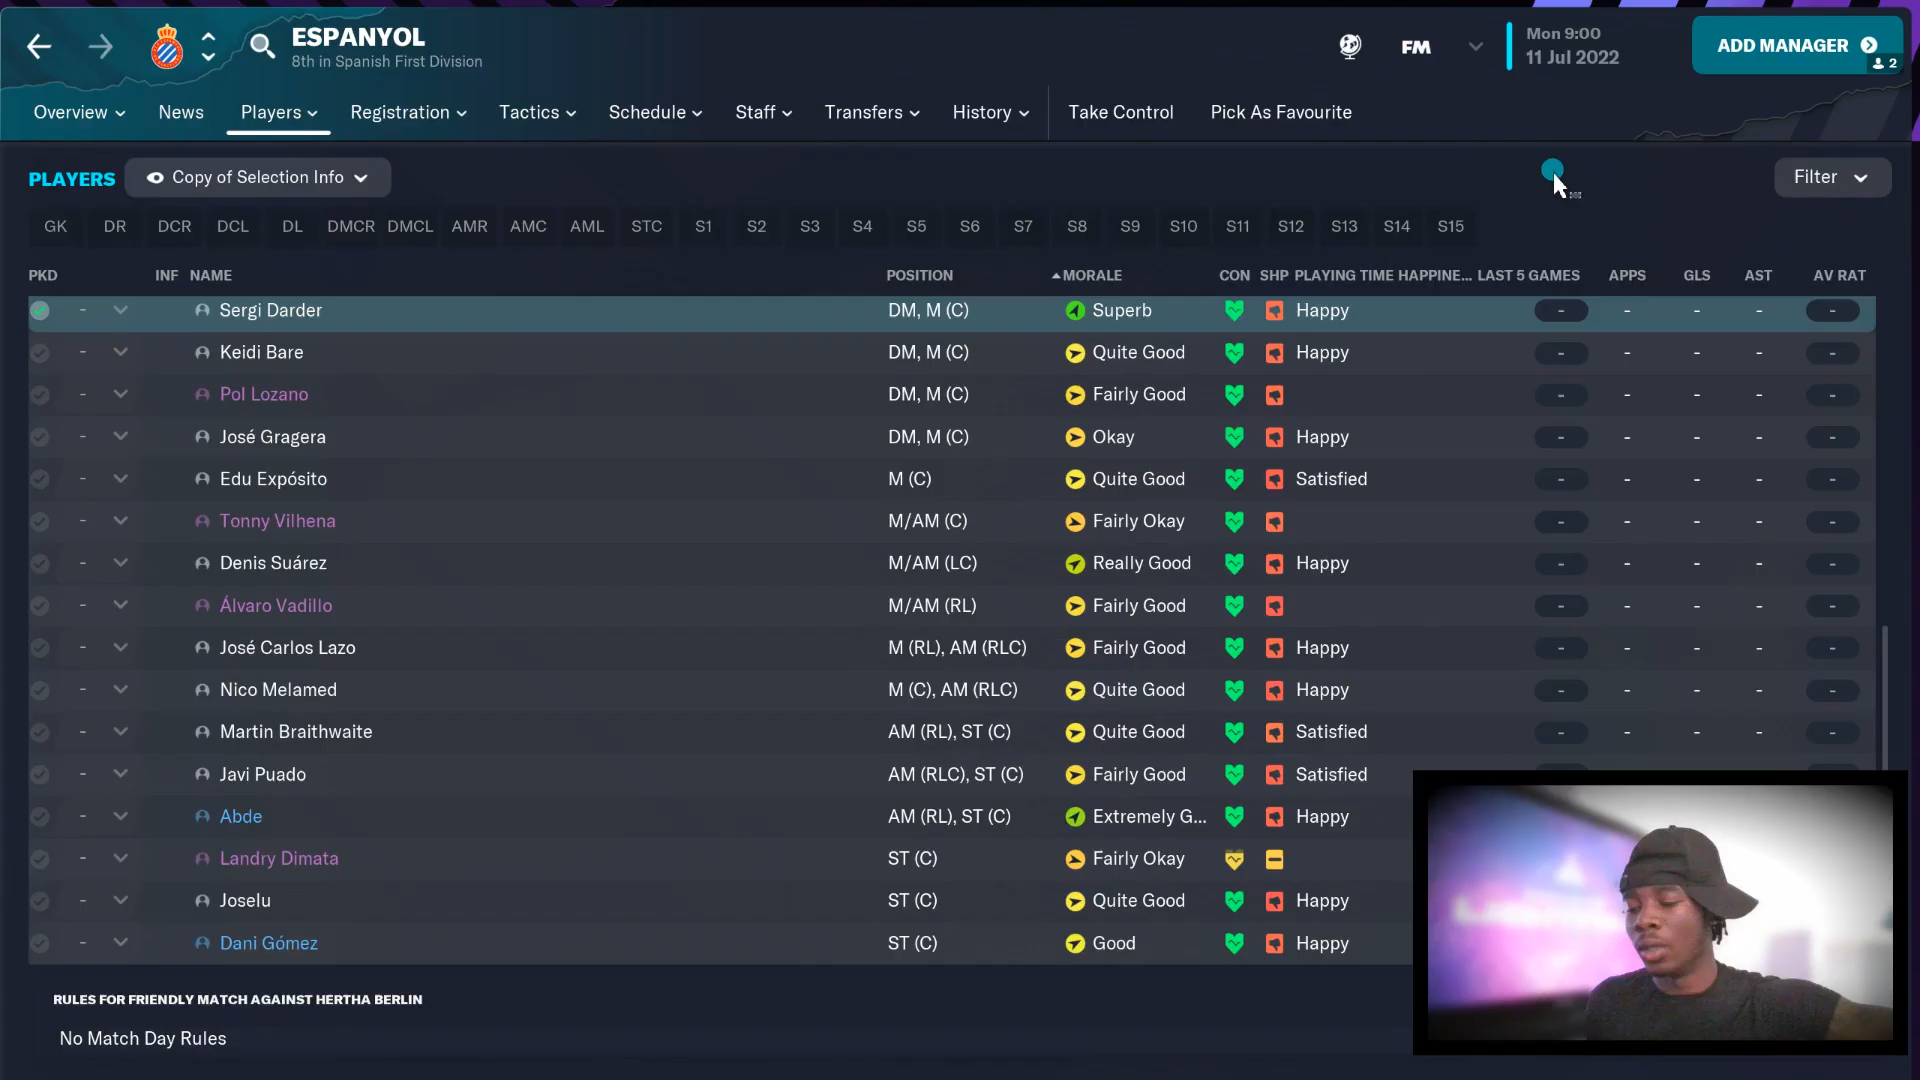 ESPANYOL
8th in Spanish First Division
FM
Mon 9:00
11 Jul 2022
ADD MANAGER
2
Overview News Players Registration Tactics Schedule Staff Transfers History Take Control Pick As Favourite
PLAYERS Copy of Selection Info Filter
GK DR DCR DCL DL DMCR DMCL AMR AMC AML STC S1 S2 S3 S4 S5 S6 S7 S8 S9 S10 S11 S12 S13 S14 S15
PKD INF NAME POSITION MORALE CON SHP PLAYING TIME HAPPINE... LAST 5 GAMES APPS GLS AST AV RAT
- Sergi Darder DM, M (C) Superb Happy - - - - -
- Keidi Bare DM, M (C) Quite Good Happy - - - - -
- Pol Lozano DM, M (C) Fairly Good - - - - -
- José Gragera DM, M (C) Okay Happy - - - - -
- Edu Expósito M (C) Quite Good Satisfied - - - - -
- Tonny Vilhena M/AM (C) Fairly Okay - - - - -
- Denis Suárez M/AM (LC) Really Good Happy - - - - -
- Álvaro Vadillo M/AM (RL) Fairly Good - - - - -
- José Carlos Lazo M (RL), AM (RLC) Fairly Good Happy - - - - -
- Nico Melamed M (C), AM (RLC) Quite Good Happy - - - - -
- Martin Braithwaite AM (RL), ST (C) Quite Good Satisfied - - - - -
- Javi Puado AM (RLC), ST (C) Fairly Good Satisfied
- Abde AM (RL), ST (C) Extremely G... Happy
- Landry Dimata ST (C) Fairly Okay
- Joselu ST (C) Quite Good Happy
- Dani Gómez ST (C) Good Happy
RULES FOR FRIENDLY MATCH AGAINST HERTHA BERLIN
No Match Day Rules